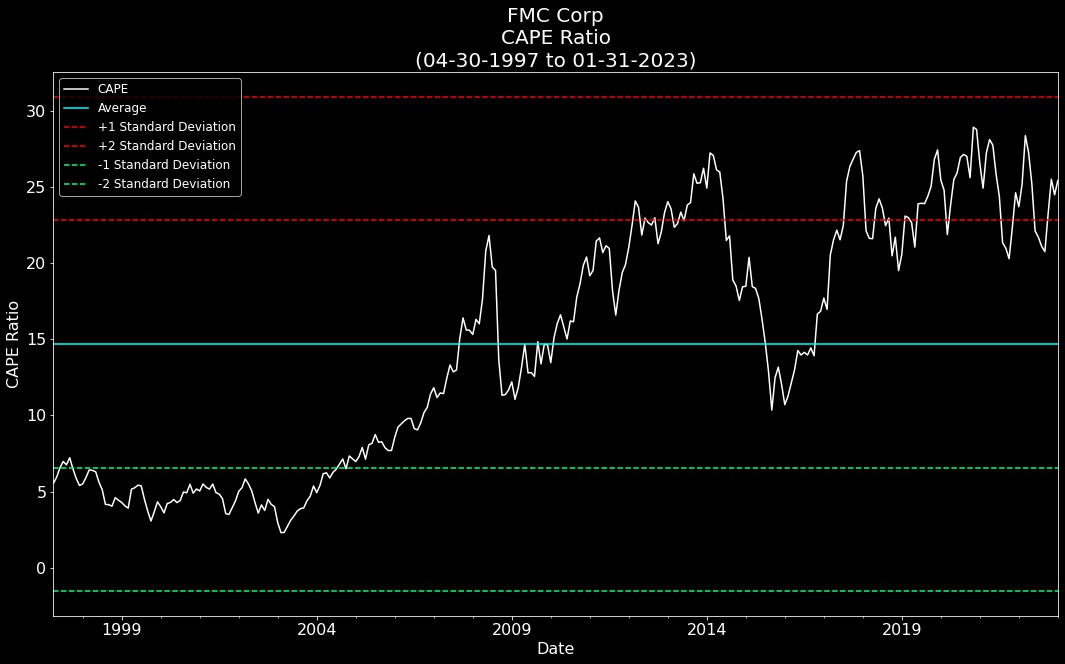 FMC Corp
CAPE Ratio
(04-30-1997 to 01-31-2023)
CAPE
Average
+1 Standard Deviation
+2 Standard Deviation
-1 Standard Deviation
-2 Standard Deviation
30
25
20
15
10
5
0
CAPE Ratio
1999
2004
2009
2014
2019
Date